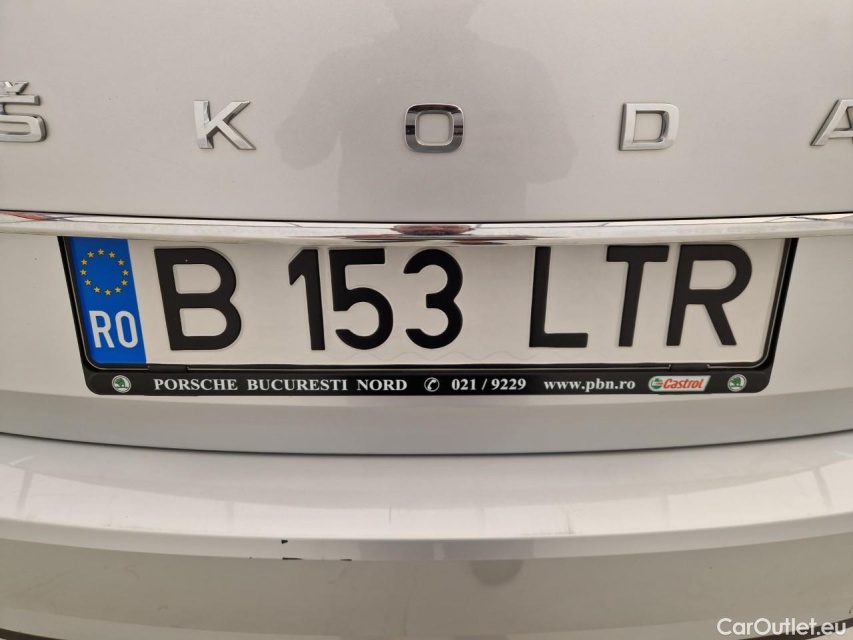 ŠKODA
RO B 153 LTR
PORSCHE BUCURESTI NORD ✆ 021 / 9229 www.pbn.ro Castrol
CarOutlet.eu